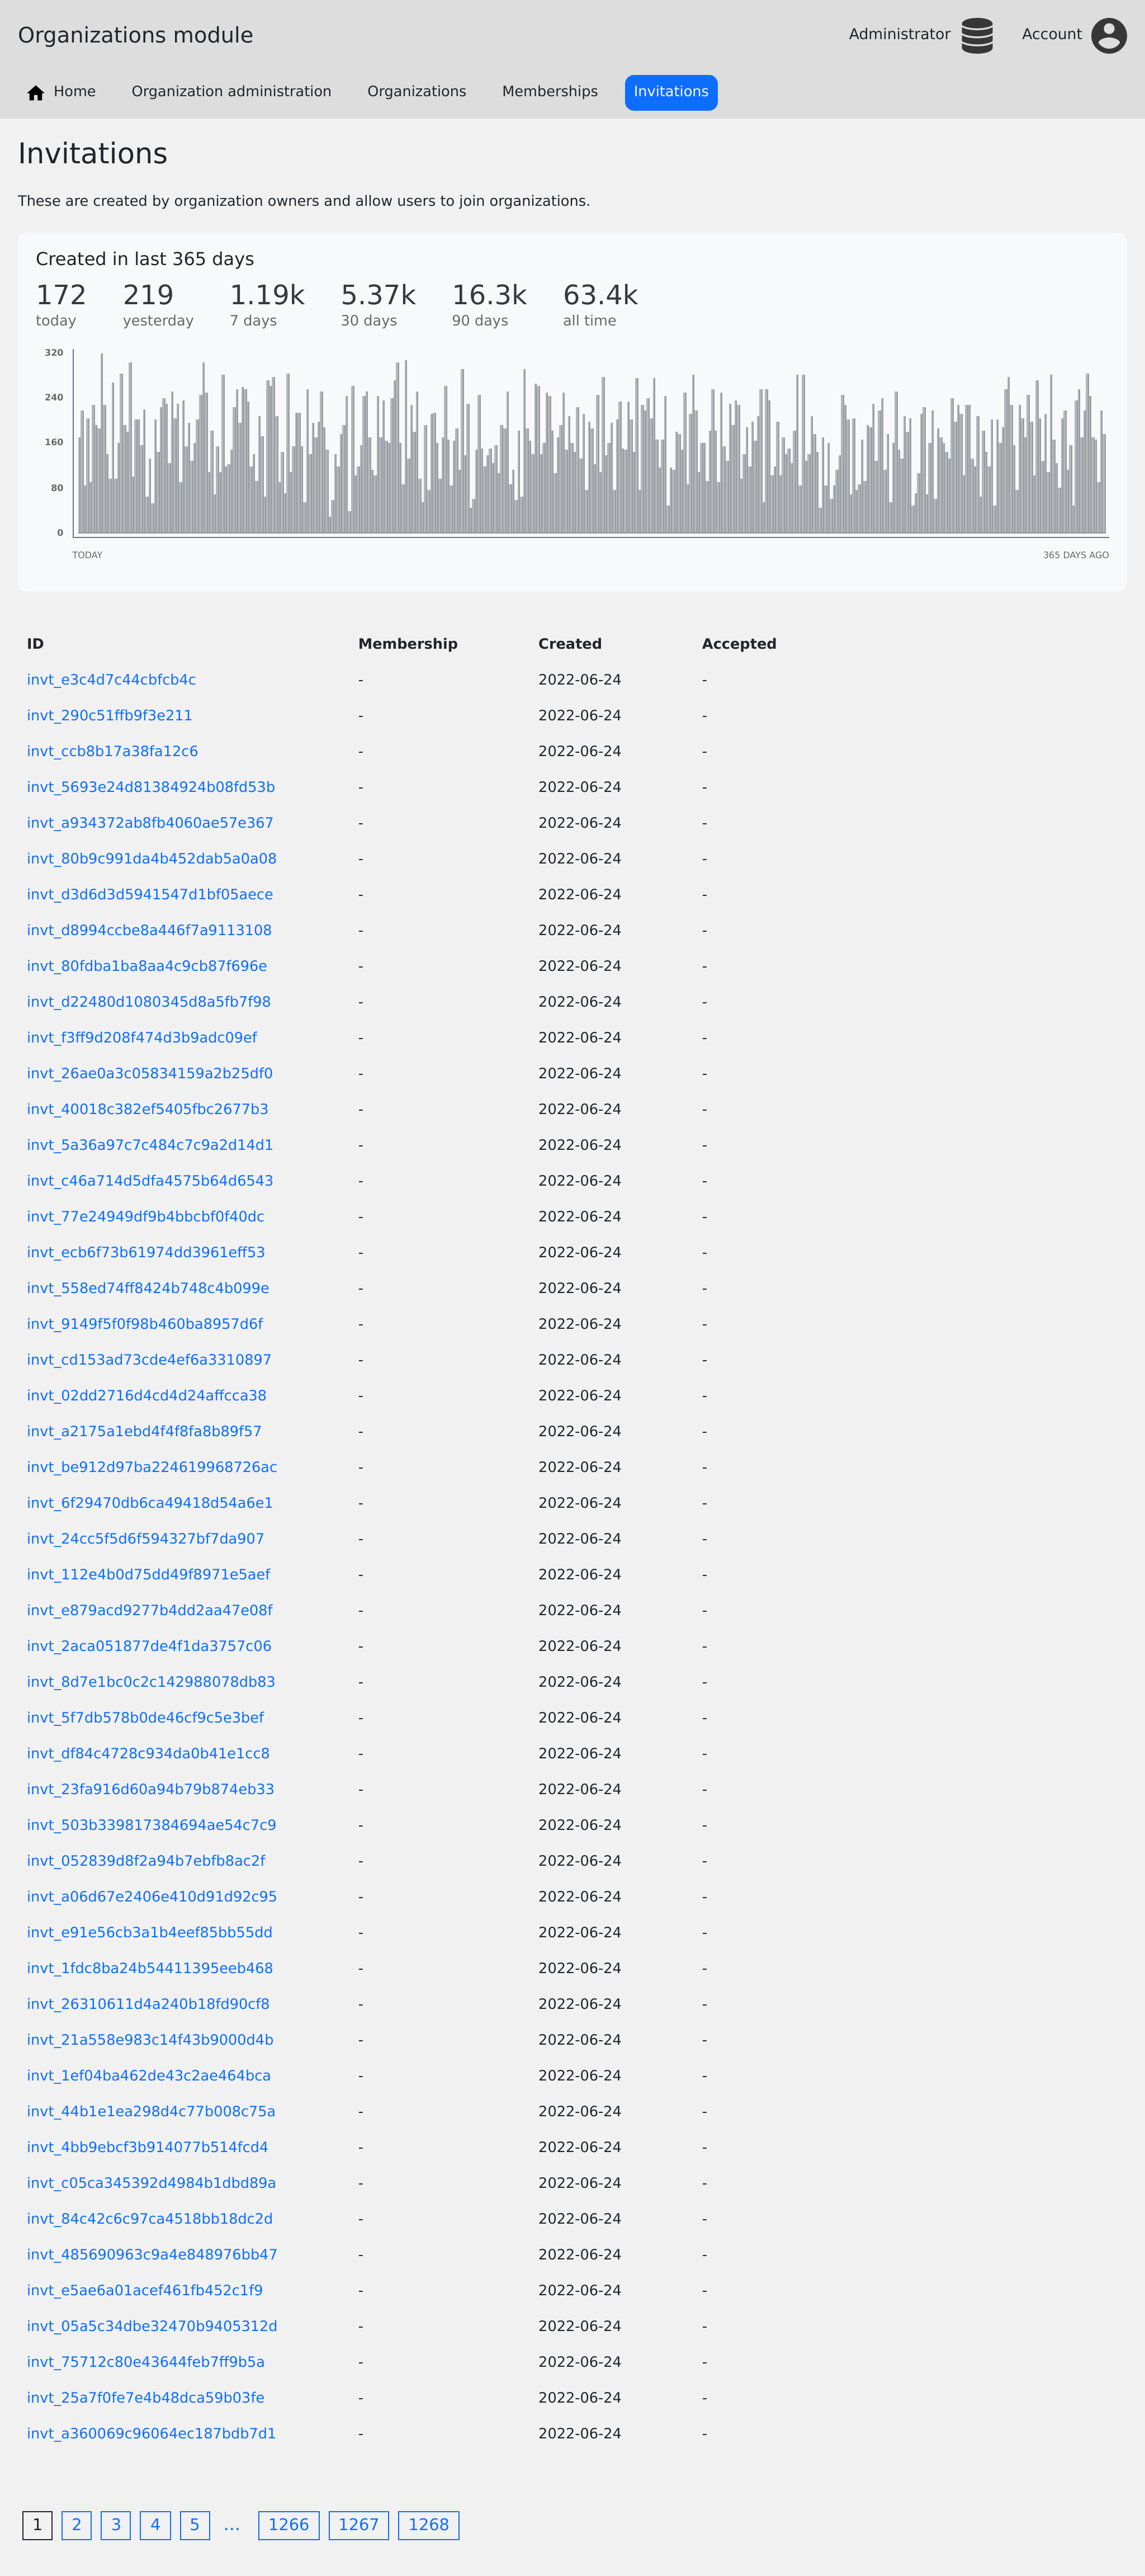 Organizations module
Administrator
Account
Home
Organization administration
Organizations
Memberships
Invitations
Invitations
These are created by organization owners and allow users to join organizations.
Created in last 365 days
172 219 1.19k 5.37k 16.3k 63.4k
today yesterday 7 days 30 days 90 days all time
320
240
160
80
0
TODAY 365 DAYS AGO
ID Membership Created Accepted
invt_e3c4d7c44cbfcb4c - 2022-06-24 -
invt_290c51ffb9f3e211 - 2022-06-24 -
invt_ccb8b17a38fa12c6 - 2022-06-24 -
invt_5693e24d81384924b08fd53b - 2022-06-24 -
invt_a934372ab8fb4060ae57e367 - 2022-06-24 -
invt_80b9c991da4b452dab5a0a08 - 2022-06-24 -
invt_d3d6d3d5941547d1bf05aece - 2022-06-24 -
invt_d8994ccbe8a446f7a9113108 - 2022-06-24 -
invt_80fdba1ba8aa4c9cb87f696e - 2022-06-24 -
invt_d22480d1080345d8a5fb7f98 - 2022-06-24 -
invt_f3ff9d208f474d3b9adc09ef - 2022-06-24 -
invt_26ae0a3c05834159a2b25df0 - 2022-06-24 -
invt_40018c382ef5405fbc2677b3 - 2022-06-24 -
invt_5a36a97c7c484c7c9a2d14d1 - 2022-06-24 -
invt_c46a714d5dfa4575b64d6543 - 2022-06-24 -
invt_77e24949df9b4bbcbf0f40dc - 2022-06-24 -
invt_ecb6f73b61974dd3961eff53 - 2022-06-24 -
invt_558ed74ff8424b748c4b099e - 2022-06-24 -
invt_9149f5f0f98b460ba8957d6f - 2022-06-24 -
invt_cd153ad73cde4ef6a3310897 - 2022-06-24 -
invt_02dd2716d4cd4d24affcca38 - 2022-06-24 -
invt_a2175a1ebd4f4f8fa8b89f57 - 2022-06-24 -
invt_be912d97ba224619968726ac - 2022-06-24 -
invt_6f29470db6ca49418d54a6e1 - 2022-06-24 -
invt_24cc5f5d6f594327bf7da907 - 2022-06-24 -
invt_112e4b0d75dd49f8971e5aef - 2022-06-24 -
invt_e879acd9277b4dd2aa47e08f - 2022-06-24 -
invt_2aca051877de4f1da3757c06 - 2022-06-24 -
invt_8d7e1bc0c2c142988078db83 - 2022-06-24 -
invt_5f7db578b0de46cf9c5e3bef - 2022-06-24 -
invt_df84c4728c934da0b41e1cc8 - 2022-06-24 -
invt_23fa916d60a94b79b874eb33 - 2022-06-24 -
invt_503b339817384694ae54c7c9 - 2022-06-24 -
invt_052839d8f2a94b7ebfb8ac2f - 2022-06-24 -
invt_a06d67e2406e410d91d92c95 - 2022-06-24 -
invt_e91e56cb3a1b4eef85bb55dd - 2022-06-24 -
invt_1fdc8ba24b54411395eeb468 - 2022-06-24 -
invt_26310611d4a240b18fd90cf8 - 2022-06-24 -
invt_21a558e983c14f43b9000d4b - 2022-06-24 -
invt_1ef04ba462de43c2ae464bca - 2022-06-24 -
invt_44b1e1ea298d4c77b008c75a - 2022-06-24 -
invt_4bb9ebcf3b914077b514fcd4 - 2022-06-24 -
invt_c05ca345392d4984b1dbd89a - 2022-06-24 -
invt_84c42c6c97ca4518bb18dc2d - 2022-06-24 -
invt_485690963c9a4e848976bb47 - 2022-06-24 -
invt_e5ae6a01acef461fb452c1f9 - 2022-06-24 -
invt_05a5c34dbe32470b9405312d - 2022-06-24 -
invt_75712c80e43644feb7ff9b5a - 2022-06-24 -
invt_25a7f0fe7e4b48dca59b03fe - 2022-06-24 -
invt_a360069c96064ec187bdb7d1 - 2022-06-24 -
1 2 3 4 5 … 1266 1267 1268